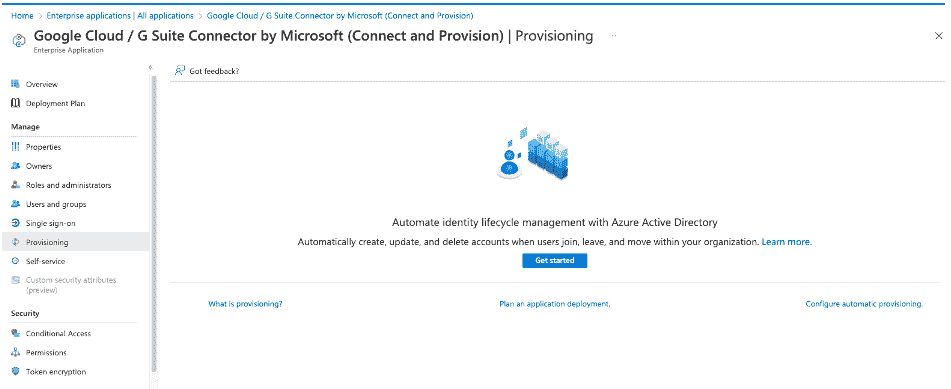 Home > Enterprise applications | All applications > Google Cloud / G Suite Connector by Microsoft (Connect and Provision)
Google Cloud / G Suite Connector by Microsoft (Connect and Provision) | Provisioning ...
Enterprise Application
Got feedback?
Overview
Deployment Plan
Manage
Properties
Owners
Roles and administrators
Users and groups
Single sign-on
Provisioning
Self-service
Custom security attributes
(preview)
Security
Conditional Access
Permissions
Token encryption
Automate identity lifecycle management with Azure Active Directory
Automatically create, update, and delete accounts when users join, leave, and move within your organization. Learn more.
Get started
What is provisioning?
Plan an application deployment.
Configure automatic provisioning.